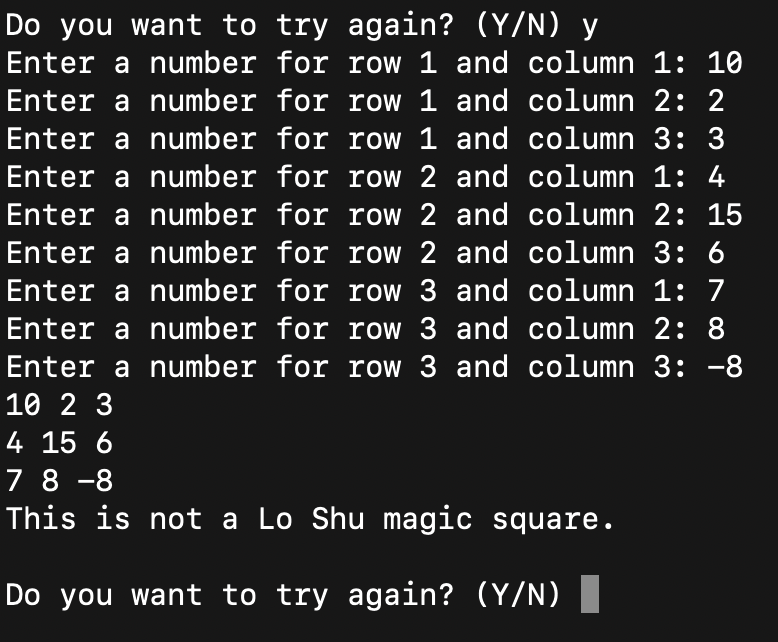 Do you want to try again? (Y/N) y
Enter a number for row 1 and column 1: 10
Enter a number for row 1 and column 2: 2
Enter a number for row 1 and column 3: 3
Enter a number for row 2 and column 1: 4
Enter a number for row 2 and column 2: 15
Enter a number for row 2 and column 3: 6
Enter a number for row 3 and column 1: 7
Enter a number for row 3 and column 2: 8
Enter a number for row 3 and column 3: -8
10 2 3
4 15 6
7 8 -8
This is not a Lo Shu magic square.
Do you want to try again? (Y/N)